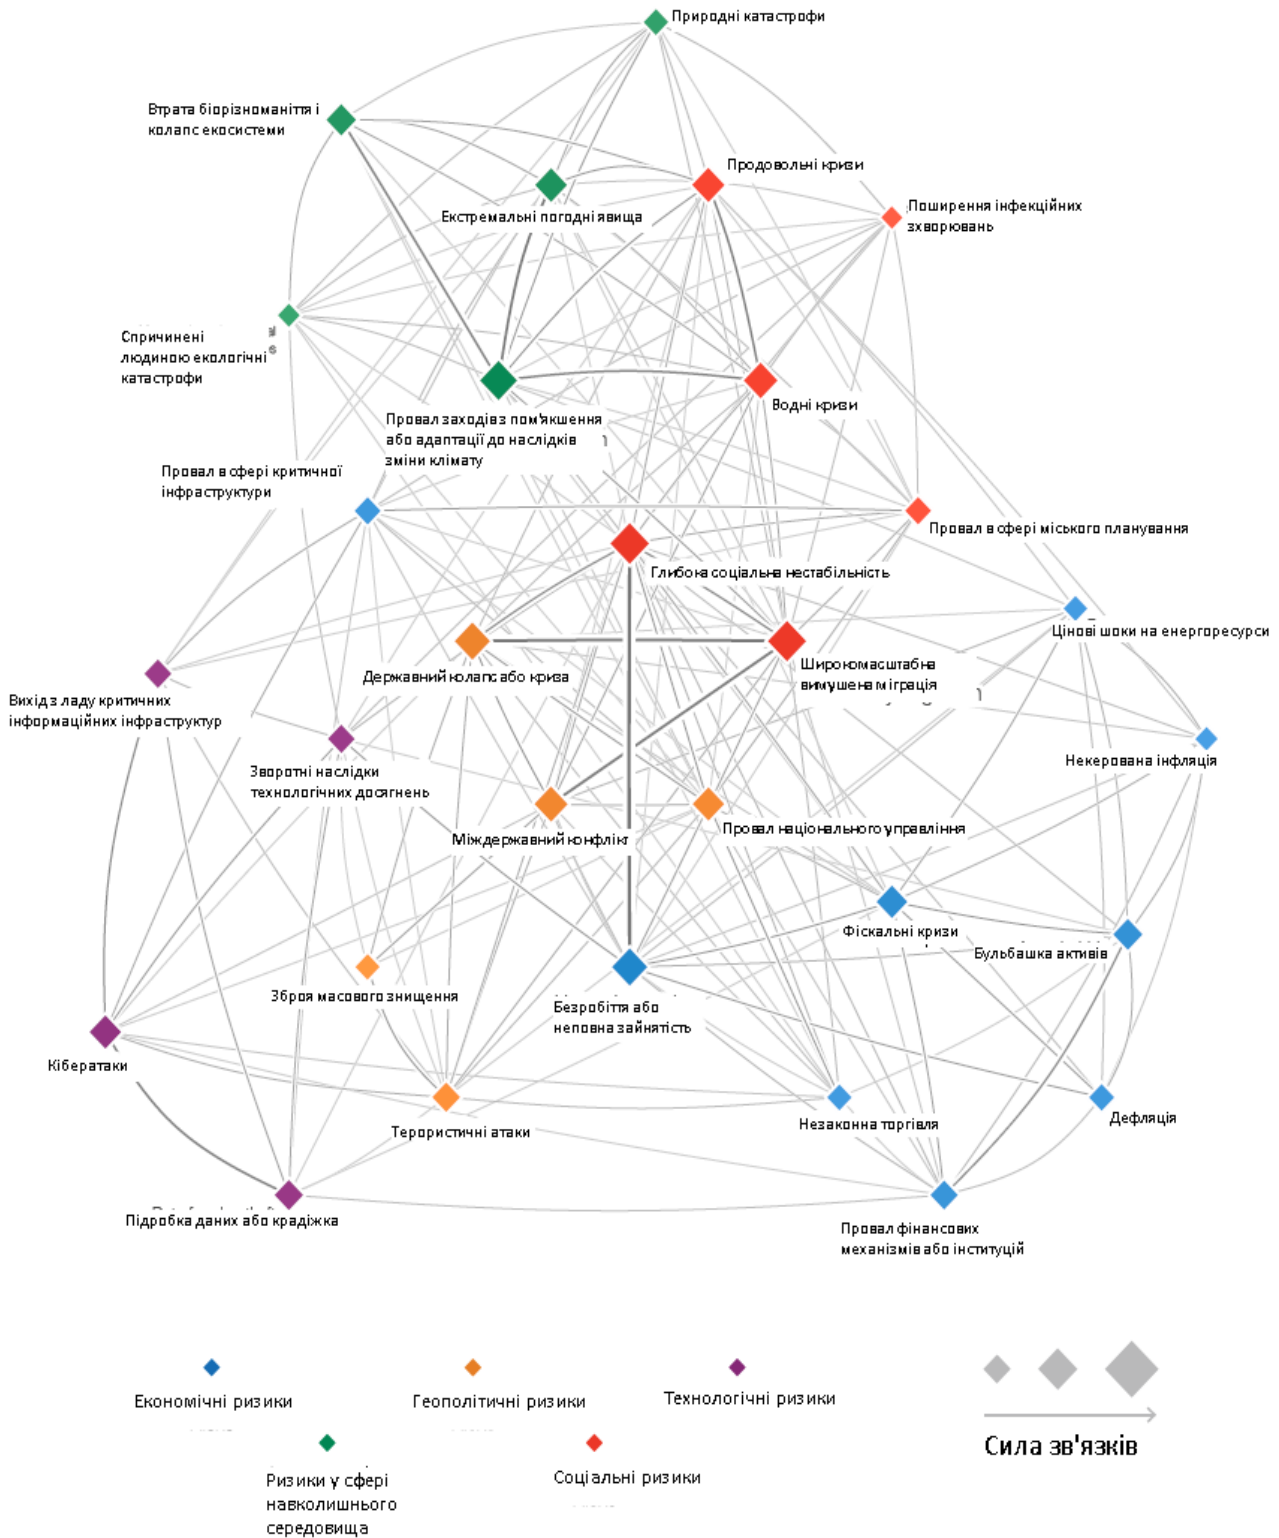 Природні катастрофи
Втрата біорізноманіття і
колапс екосистеми
Продовольчі кризи
Екстремальні погодні явища
Поширення інфекційних
зхворювань
Спричинені
людиною екологічні
катастрофи
Провал заходів з пом'якшення
або адаптації до наслідків
зміни клімату
Водні кризи
Провал в сфері критичної
інфраструктури
Провал в сфері міського планування
Глибока соціальна нестабільність
Цінові шоки на енергоресурси
Державний колапс або криза
Широкомасштабна
вимушена міграція
Вихід з ладу критичних
інформаційних інфраструктур
Зворотні наслідки
технологічних досягнень
Некерована інфляція
Міждержавний конфлікт
Провал національного управління
Фіскальні кризи
Бульбашка активів
Зброя масового знищення
Безробіття або
неповна зайнятість
Кібератаки
Терористичні атаки
Незаконна торгівля
Дефляція
Підробка даних або крадіжка
Провал фінансових
механізмів або інституцій
Економічні ризики
Геополітичні ризики
Технологічні ризики
Сила зв'язків
Ризики у сфері
навколишнього
середовища
Соціальні ризики